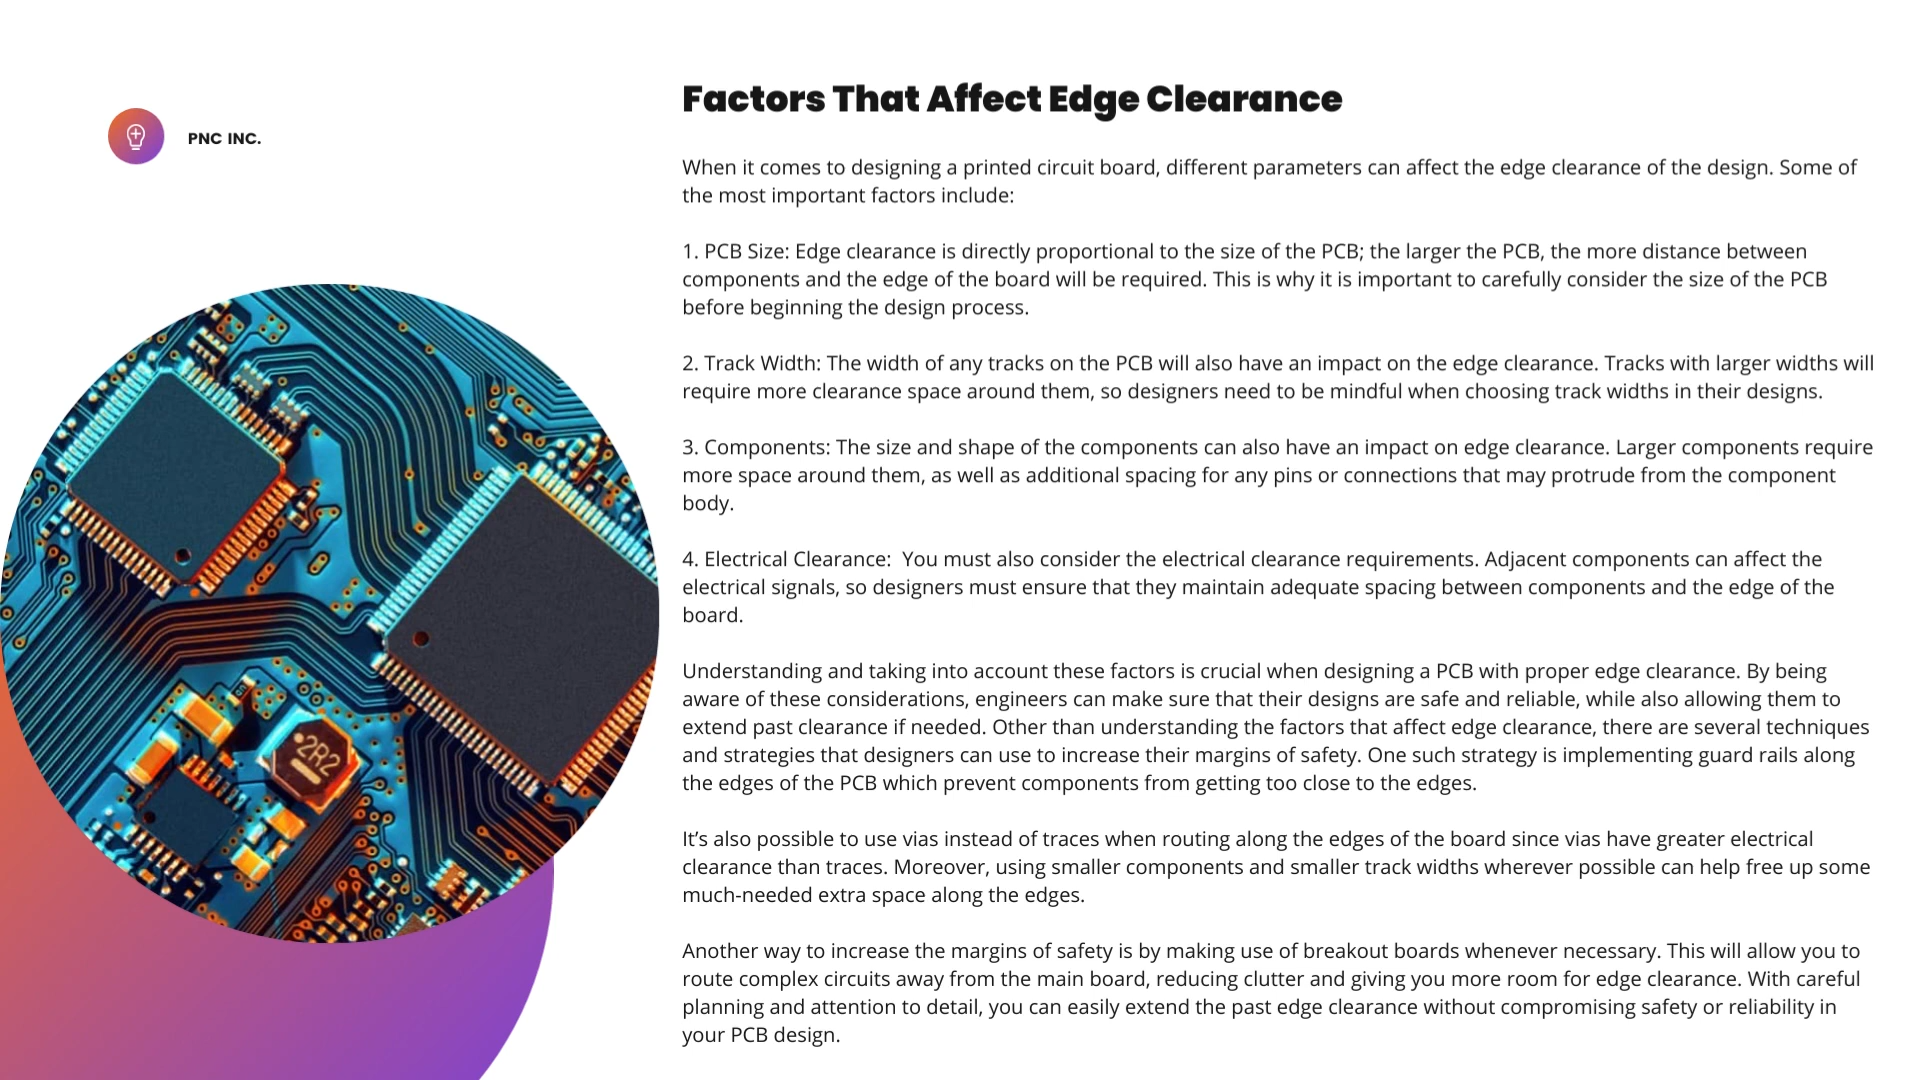 PNC INC.
Factors That Affect Edge Clearance
When it comes to designing a printed circuit board, different parameters can affect the edge clearance of the design. Some of
the most important factors include:
1. PCB Size: Edge clearance is directly proportional to the size of the PCB; the larger the PCB, the more distance between
components and the edge of the board will be required. This is why it is important to carefully consider the size of the PCB
before beginning the design process.
2. Track Width: The width of any tracks on the PCB will also have an impact on the edge clearance. Tracks with larger widths will
require more clearance space around them, so designers need to be mindful when choosing track widths in their designs.
3. Components: The size and shape of the components can also have an impact on edge clearance. Larger components require
more space around them, as well as additional spacing for any pins or connections that may protrude from the component
body.
4. Electrical Clearance:  You must also consider the electrical clearance requirements. Adjacent components can affect the
electrical signals, so designers must ensure that they maintain adequate spacing between components and the edge of the
board.
Understanding and taking into account these factors is crucial when designing a PCB with proper edge clearance. By being
aware of these considerations, engineers can make sure that their designs are safe and reliable, while also allowing them to
extend past clearance if needed. Other than understanding the factors that affect edge clearance, there are several techniques
and strategies that designers can use to increase their margins of safety. One such strategy is implementing guard rails along
the edges of the PCB which prevent components from getting too close to the edges.
It’s also possible to use vias instead of traces when routing along the edges of the board since vias have greater electrical
clearance than traces. Moreover, using smaller components and smaller track widths wherever possible can help free up some
much-needed extra space along the edges.
Another way to increase the margins of safety is by making use of breakout boards whenever necessary. This will allow you to
route complex circuits away from the main board, reducing clutter and giving you more room for edge clearance. With careful
planning and attention to detail, you can easily extend the past edge clearance without compromising safety or reliability in
your PCB design.
2R2